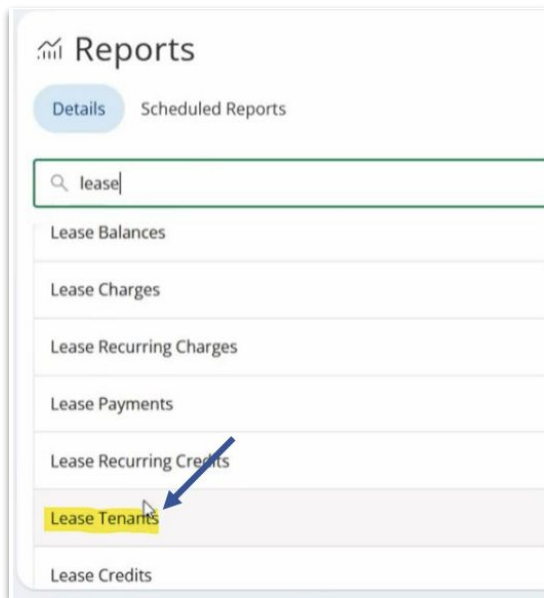 Reports
Details Scheduled Reports
lease
Lease Balances
Lease Charges
Lease Recurring Charges
Lease Payments
Lease Recurring Credits
Lease Tenants
Lease Credits